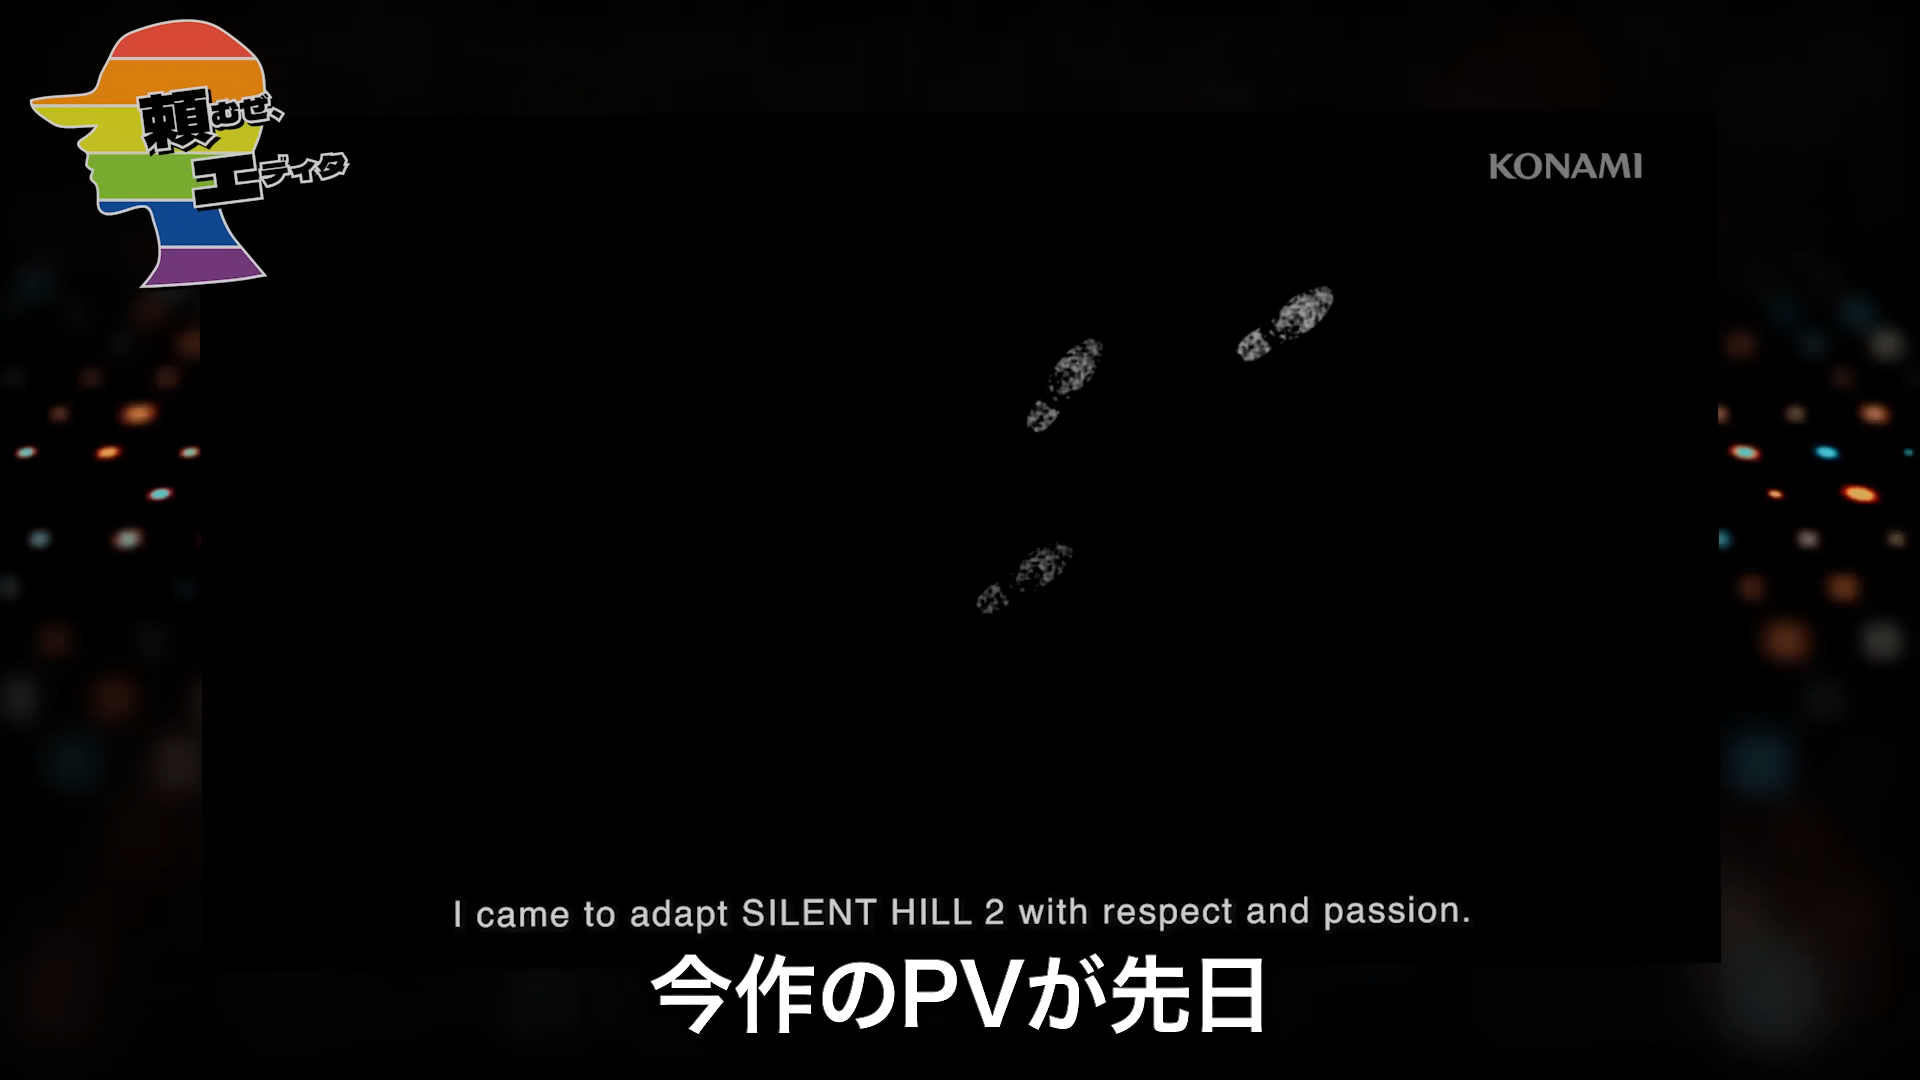 頼むぜ、
エディタ
KONAMI
I came to adapt SILENT HILL 2 with respect and passion.
今作のPVが先日